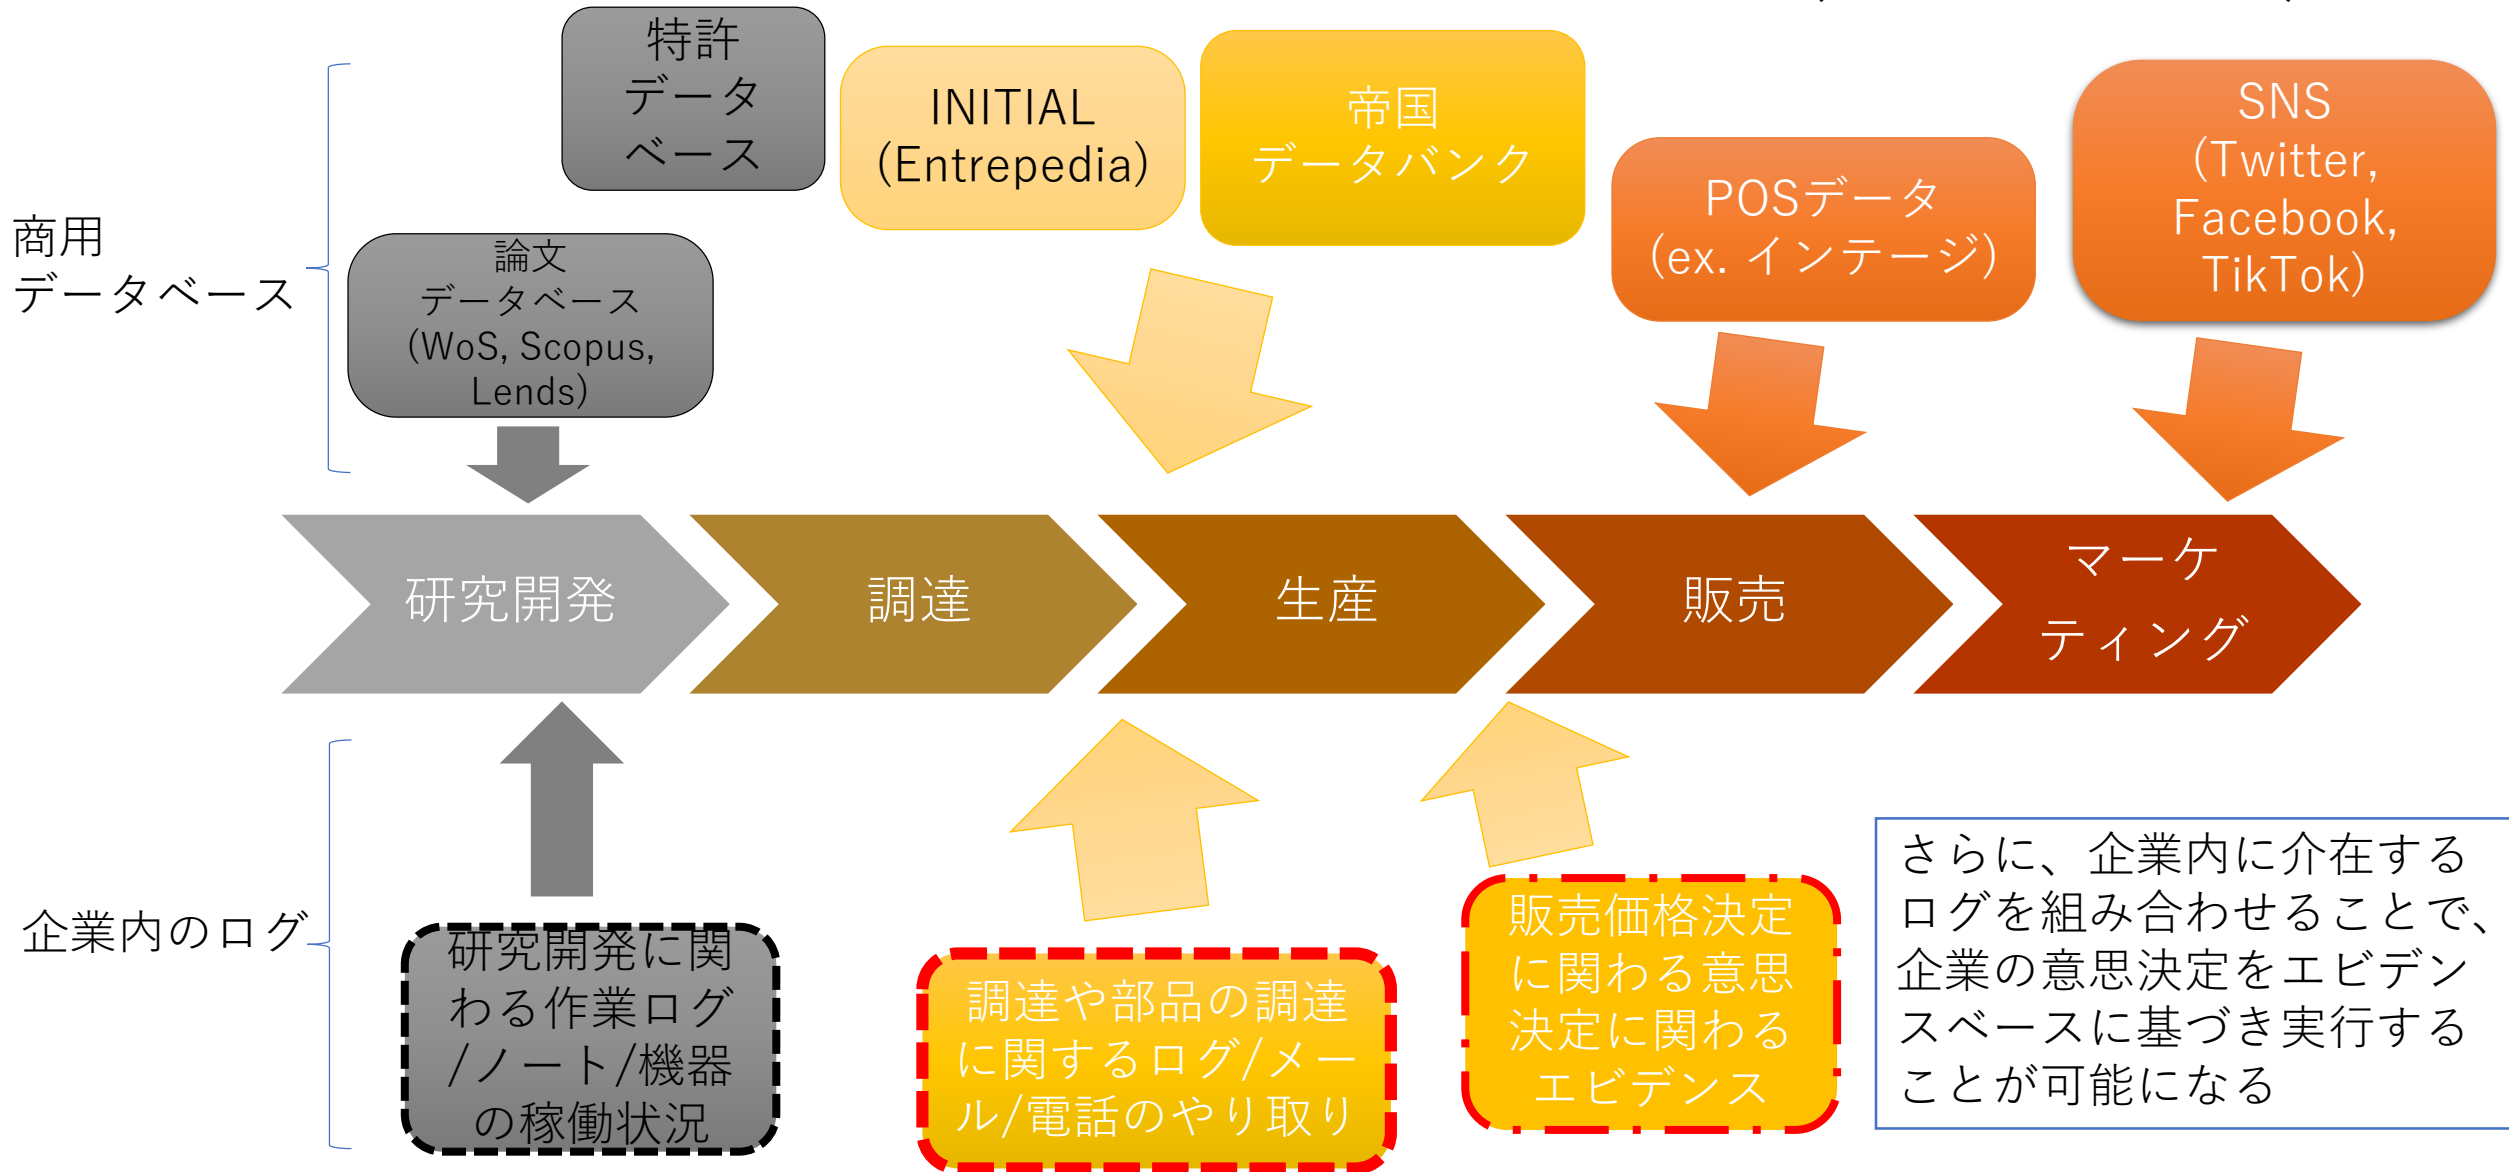 特許
データ
ベース
INITIAL
(Entrepedia)
帝国
データバンク
SNS
(Twitter,
Facebook,
TikTok)
POSデータ
(ex. インテージ)
商用
データベース
論文
データベース
(WoS, Scopus,
Lends)
研究開発
調達
生産
販売
マーケ
ティング
企業内のログ
研究開発に関
わる作業ログ
/ノート/機器
の稼働状況
調達や部品の調達
に関するログ/メー
ル/電話のやり取り
販売価格決定
に関わる意思
決定に関わる
エビデンス
さらに、企業内に介在する
ログを組み合わせることで、
企業の意思決定をエビデン
スベースに基づき実行する
ことが可能になる